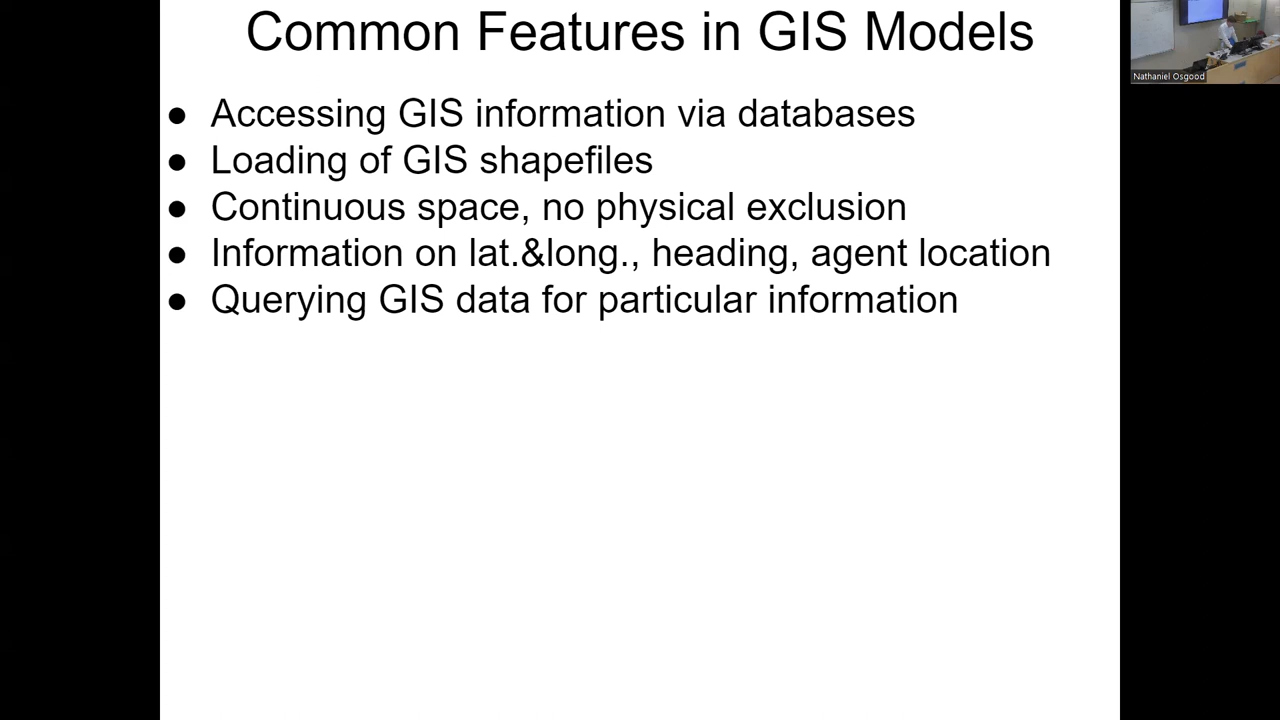 Common Features in GIS Models
● Accessing GIS information via databases
● Loading of GIS shapefiles
● Continuous space, no physical exclusion
● Information on lat.&long., heading, agent location
● Querying GIS data for particular information
Nathaniel Osgood